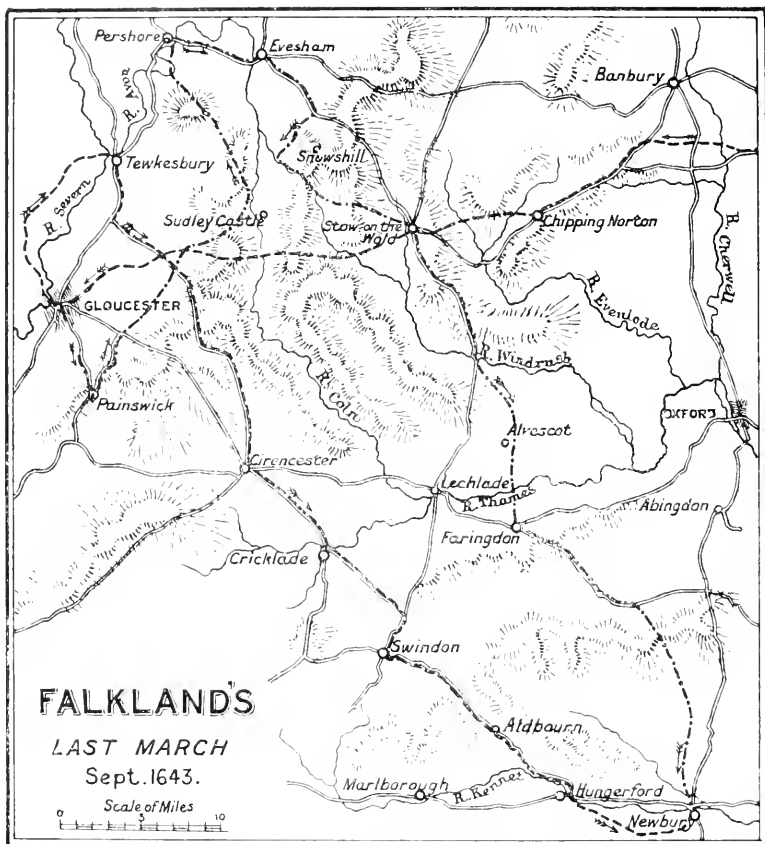 Pershore
Evesham
Banbury
R. Avon
Tewkesbury
Snowshill
R. Severn
Sudley Castle
Stow-on-the
Wold
Chipping Norton
R. Cherwell
GLOUCESTER
R. Evenlode
R. Windrush
Painswick
R. Coln
OXFORD
Alvescot
Cirencester
Lechlade
R. Thames
Abingdon
Faringdon
Cricklade
Swindon
FALKLAND'S
LAST MARCH
Sept. 1643.
Scale of Miles
0 5 10
Aldbourn
Marlborough
R. Kennet
Hungerford
Newbury